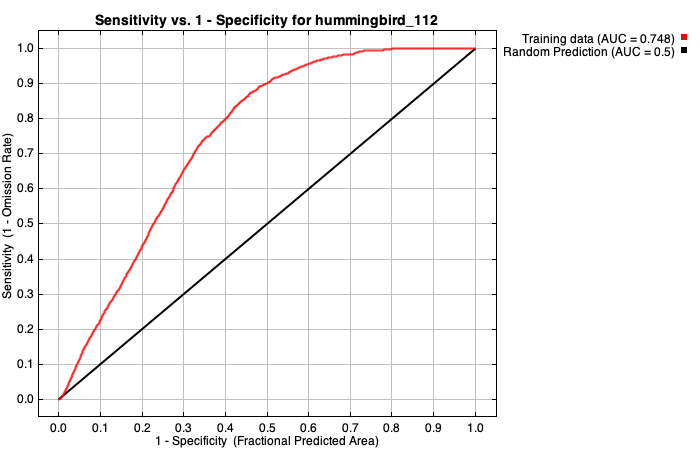 Sensitivity vs. 1 - Specificity for hummingbird_112
Training data (AUC = 0.748)
Random Prediction (AUC = 0.5)
Sensitivity (1 - Omission Rate)
1.0
0.9
0.8
0.7
0.6
0.5
0.4
0.3
0.2
0.1
0.0
0.0 0.1 0.2 0.3 0.4 0.5 0.6 0.7 0.8 0.9 1.0
1 - Specificity (Fractional Predicted Area)